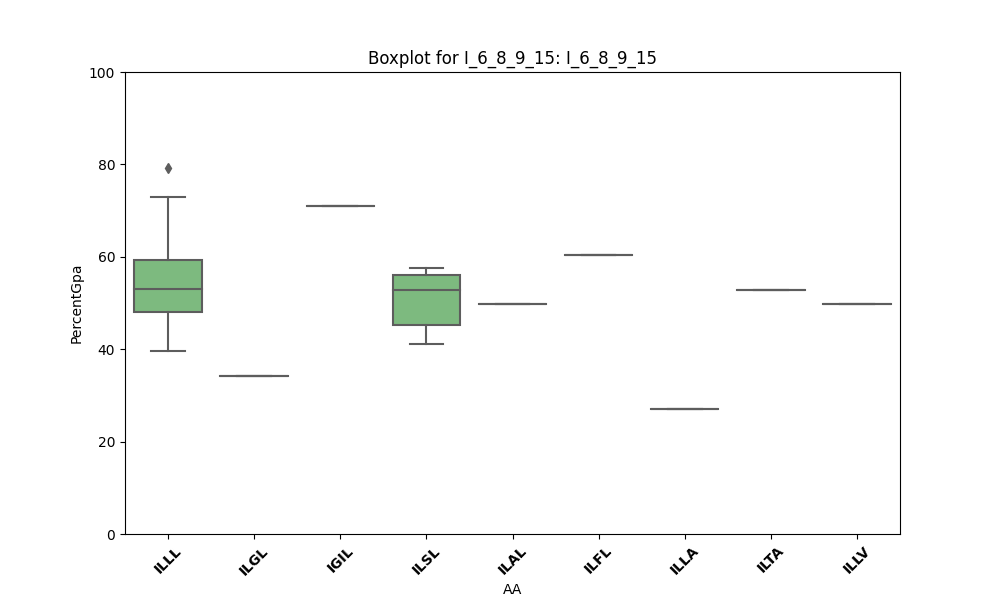 Boxplot for I_6_8_9_15: I_6_8_9_15
100
80
60
40
20
0
PercentGpa
ILLL ILGL IGIL ILSL ILAL ILFL ILLA ILTA ILLV
AA